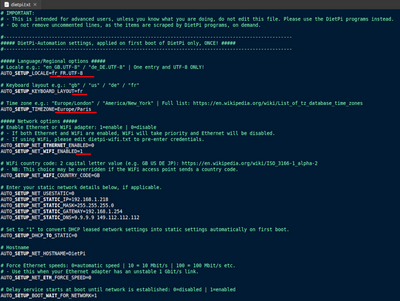 dietpi.txt
# IMPORTANT:
# - This is intended for advanced users, unless you know what you are doing, do not edit this file. Please use the DietPi programs instead.
# - Do not remove uncommented lines, as the items are scraped by DietPi programs, on demand.
#------------------------------------------------------------------------------------------------------
##### DietPi-Automation settings, applied on first boot of DietPi only, ONCE! #####
#------------------------------------------------------------------------------------------------------
##### Language/Regional options #####
# Locale e.g.: "en_GB.UTF-8" / "de_DE.UTF-8" | One entry and UTF-8 ONLY!
AUTO_SETUP_LOCALE=fr_FR.UTF-8
# Keyboard layout e.g.: "gb" / "us" / "de" / "fr"
AUTO_SETUP_KEYBOARD_LAYOUT=fr
# Time zone e.g.: "Europe/London" / "America/New_York" | Full list: https://en.wikipedia.org/wiki/List_of_tz_database_time_zones
AUTO_SETUP_TIMEZONE=Europe/Paris
##### Network options #####
# Enable Ethernet or WiFi adapter: 1=enable | 0=disable
# - If both Ethernet and WiFi are enabled, WiFi will take priority and Ethernet will be disabled.
# - If using WiFi, please edit dietpi-wifi.txt to pre-enter credentials.
AUTO_SETUP_NET_ETHERNET_ENABLED=0
AUTO_SETUP_NET_WIFI_ENABLED=1
# WiFi country code: 2 capital letter value (e.g. GB US DE JP): https://en.wikipedia.org/wiki/ISO_3166-1_alpha-2
# - NB: This choice may be overridden if the WiFi access point sends a country code.
AUTO_SETUP_NET_WIFI_COUNTRY_CODE=GB
# Enter your static network details below, if applicable.
AUTO_SETUP_NET_USESTATIC=0
AUTO_SETUP_NET_STATIC_IP=192.168.1.210
AUTO_SETUP_NET_STATIC_MASK=255.255.255.0
AUTO_SETUP_NET_STATIC_GATEWAY=192.168.1.254
AUTO_SETUP_NET_STATIC_DNS=9.9.9.9 149.112.112.112
# Set to "1" to convert DHCP leased network settings into static settings automatically on first boot.
AUTO_SETUP_DHCP_TO_STATIC=0
# Hostname
AUTO_SETUP_NET_HOSTNAME=DietPi
# Force Ethernet speeds: 0=automatic speed | 10 = 10 Mbit/s | 100 = 100 Mbit/s etc.
# - Use this when your Ethernet adapter has an unstable 1 Gbit/s link.
AUTO_SETUP_NET_ETH_FORCE_SPEED=0
# Delay service starts at boot until network is established: 0=disabled | 1=enabled
AUTO_SETUP_BOOT_WAIT_FOR_NETWORK=1